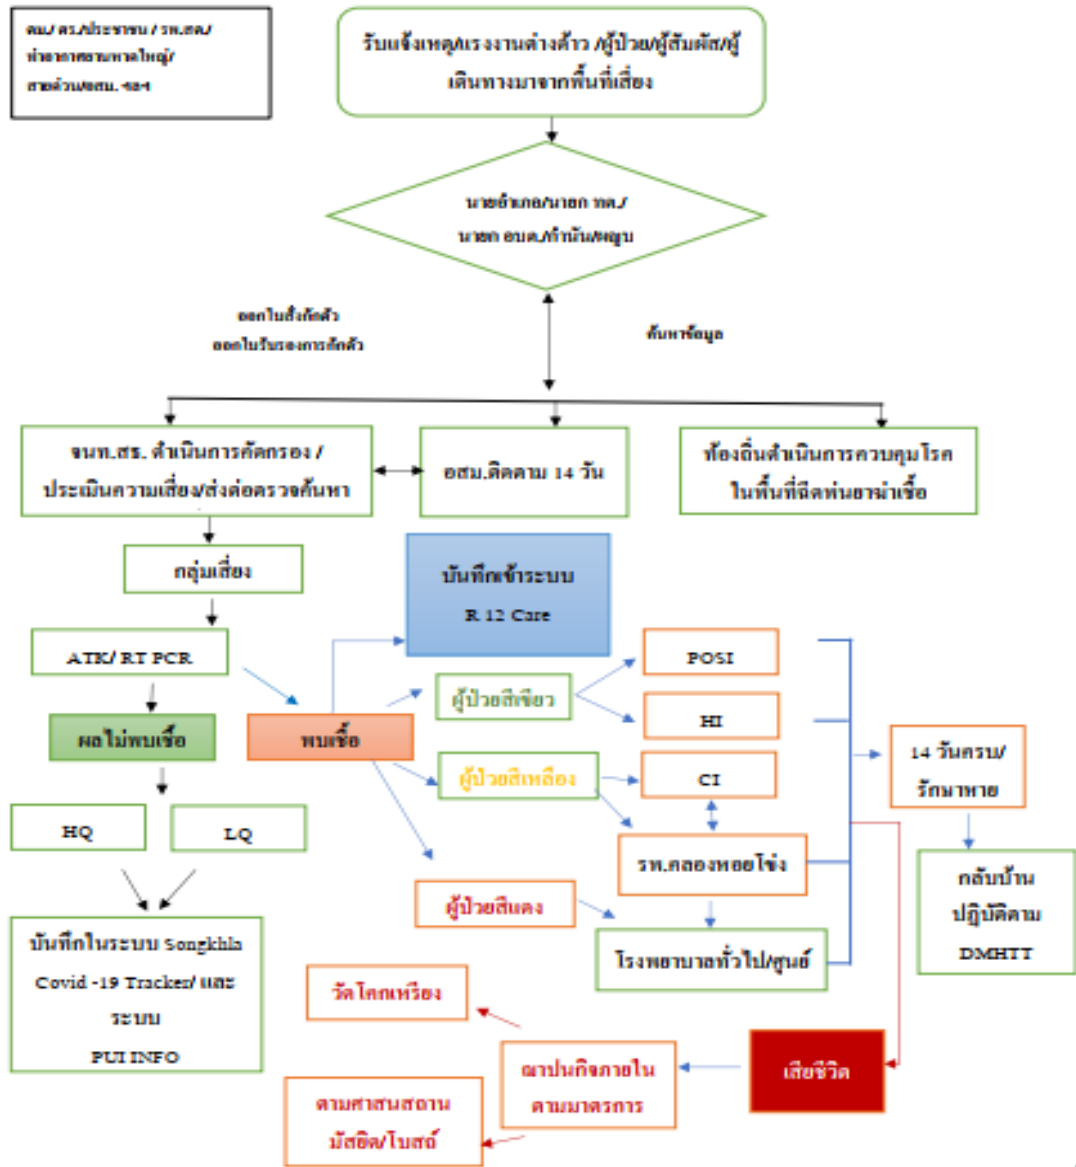 ตม./ ตร./ประชาชน / รพ.สต./
ท่าอากาศยานหาดใหญ่/
สายด่วน/อสม. ฯลฯ
รับแจ้งเหตุ/แรงงานต่างด้าว /ผู้ป่วย/ผู้สัมผัส/ผู้
เดินทางมาจากพื้นที่เสี่ยง
นายอำเภอ/นายก ทต./
นายก อบต./กำนัน/ผญบ
ออกใบสั่งกักตัว
ออกใบรับรองการกักตัว
ค้นหาข้อมูล
จนท.สธ. ดำเนินการคัดกรอง /
ประเมินความเสี่ยง/ส่งต่อตรวจค้นหา
อสม.ติดตาม 14 วัน
ท้องถิ่นดำเนินการควบคุมโรค
ในพื้นที่ฉีดพ่นยาฆ่าเชื้อ
กลุ่มเสี่ยง
บันทึกเข้าระบบ
R 12 Care
ATK/ RT PCR
POSI
ผู้ป่วยสีเขียว
ผลไม่พบเชื้อ
พบเชื้อ
HI
14 วันครบ/
รักษาหาย
ผู้ป่วยสีเหลือง
CI
HQ
LQ
รพ.คลองหอยโข่ง
กลับบ้าน
ปฏิบัติตาม
DMHTT
ผู้ป่วยสีแดง
โรงพยาบาลทั่วไป/ศูนย์
บันทึกในระบบ Songkhla
Covid -19 Tracker/ และ
ระบบ
PUI INFO
วัดโคกเหรียง
ฌาปนกิจภายใน
ตามมาตรการ
เสียชีวิต
ตามศาสนสถาน
มัสยิด/โบสถ์